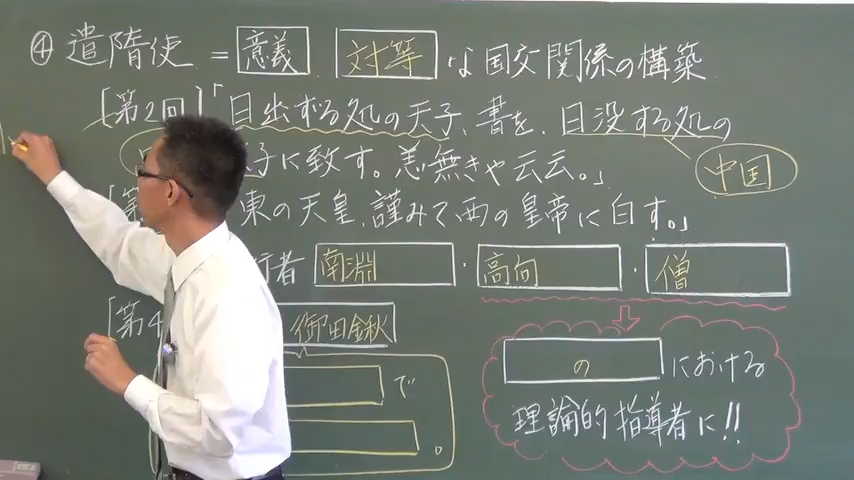 ④ 遣隋使 = 意義 対等 な国交関係の構築
[第2回]「日出ずる処の天子、書を、日没する処の
子に致す。恙無きや云云。」 中国
[第 東の天皇、謹みて西の皇帝に白す。」
行者 南淵 ・ 高向 ・ 僧
[第4 御田鍬
の における
で
理論的指導者に!!
。